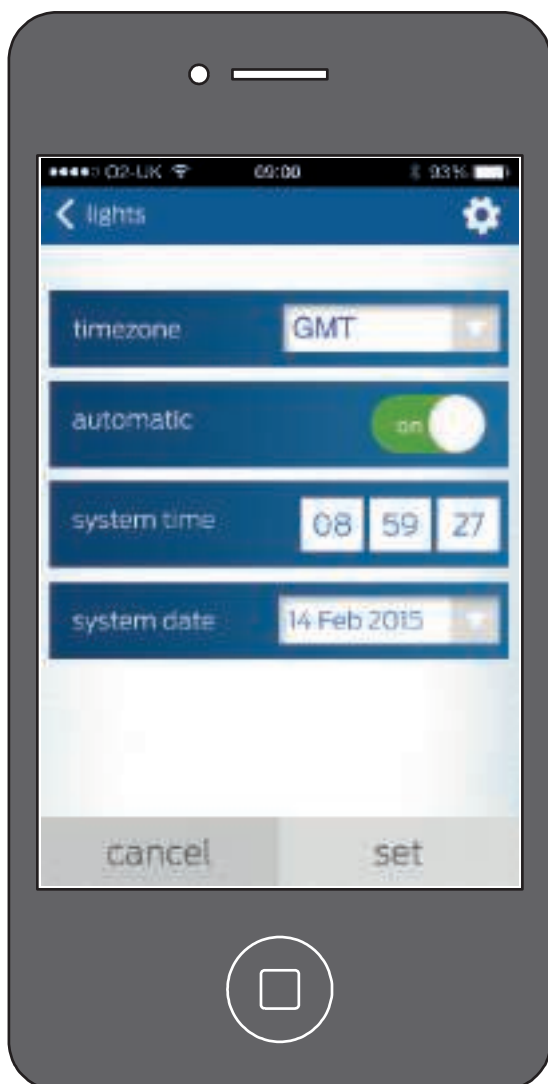 O2-UK 09:00 93%
lights
timezone GMT
automatic on
system time 08 59 27
system date 14 Feb 2015
cancel set